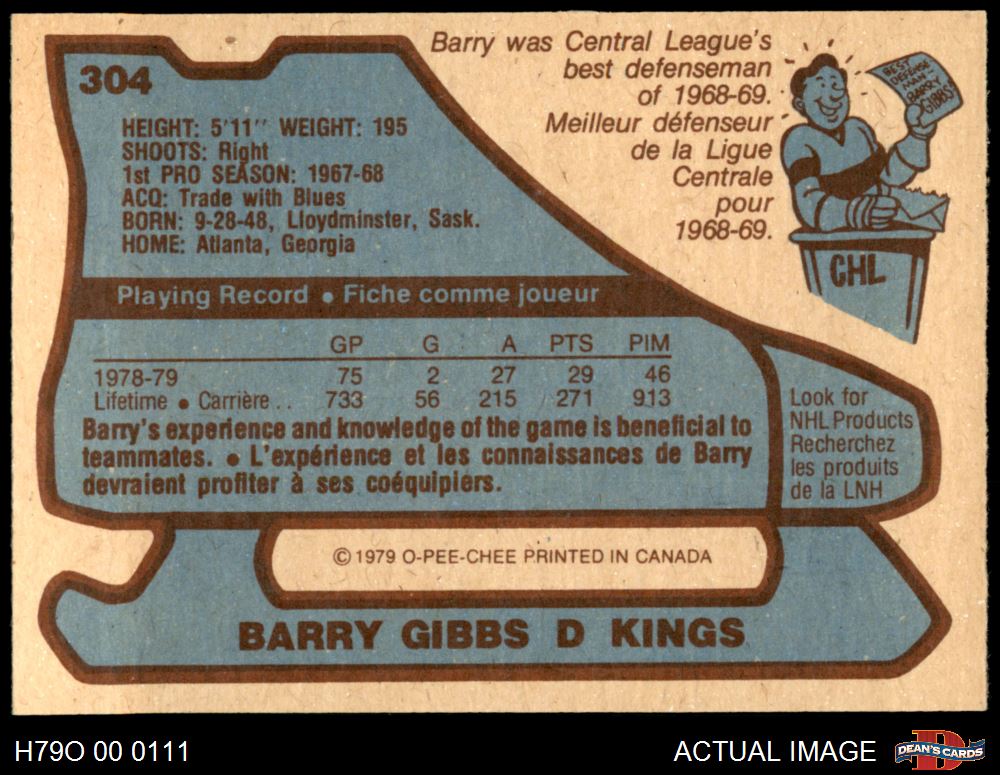 304
Barry was Central League's
best defenseman
of 1968-69.
Meilleur défenseur
de la Ligue
Centrale
pour
1968-69.
BEST
DEFENSE-
MAN-
BARRY
GIBBS
CHL
HEIGHT: 5'11" WEIGHT: 195
SHOOTS: Right
1st PRO SEASON: 1967-68
ACQ: Trade with Blues
BORN: 9-28-48, Lloydminster, Sask.
HOME: Atlanta, Georgia
Playing Record • Fiche comme joueur
GP G A PTS PIM
1978-79 75 2 27 29 46
Lifetime • Carrière .. 733 56 215 271 913
Barry's experience and knowledge of the game is beneficial to
teammates. • L'expérience et les connaissances de Barry
devraient profiter à ses coéquipiers.
Look for
NHL Products
Recherchez
les produits
de la LNH
© 1979 O-PEE-CHEE PRINTED IN CANADA
BARRY GIBBS D KINGS
H79O 00 0111
ACTUAL IMAGE
D
DEAN'S CARDS